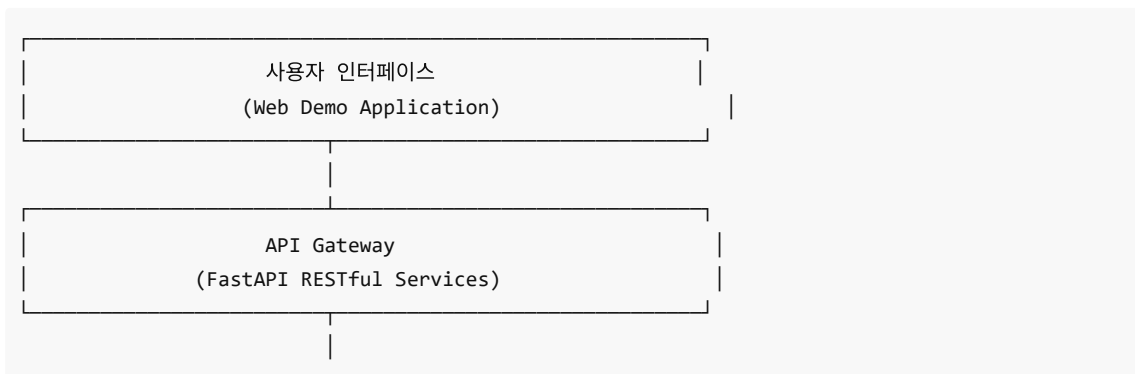 사용자 인터페이스
(Web Demo Application)
API Gateway
(FastAPI RESTful Services)